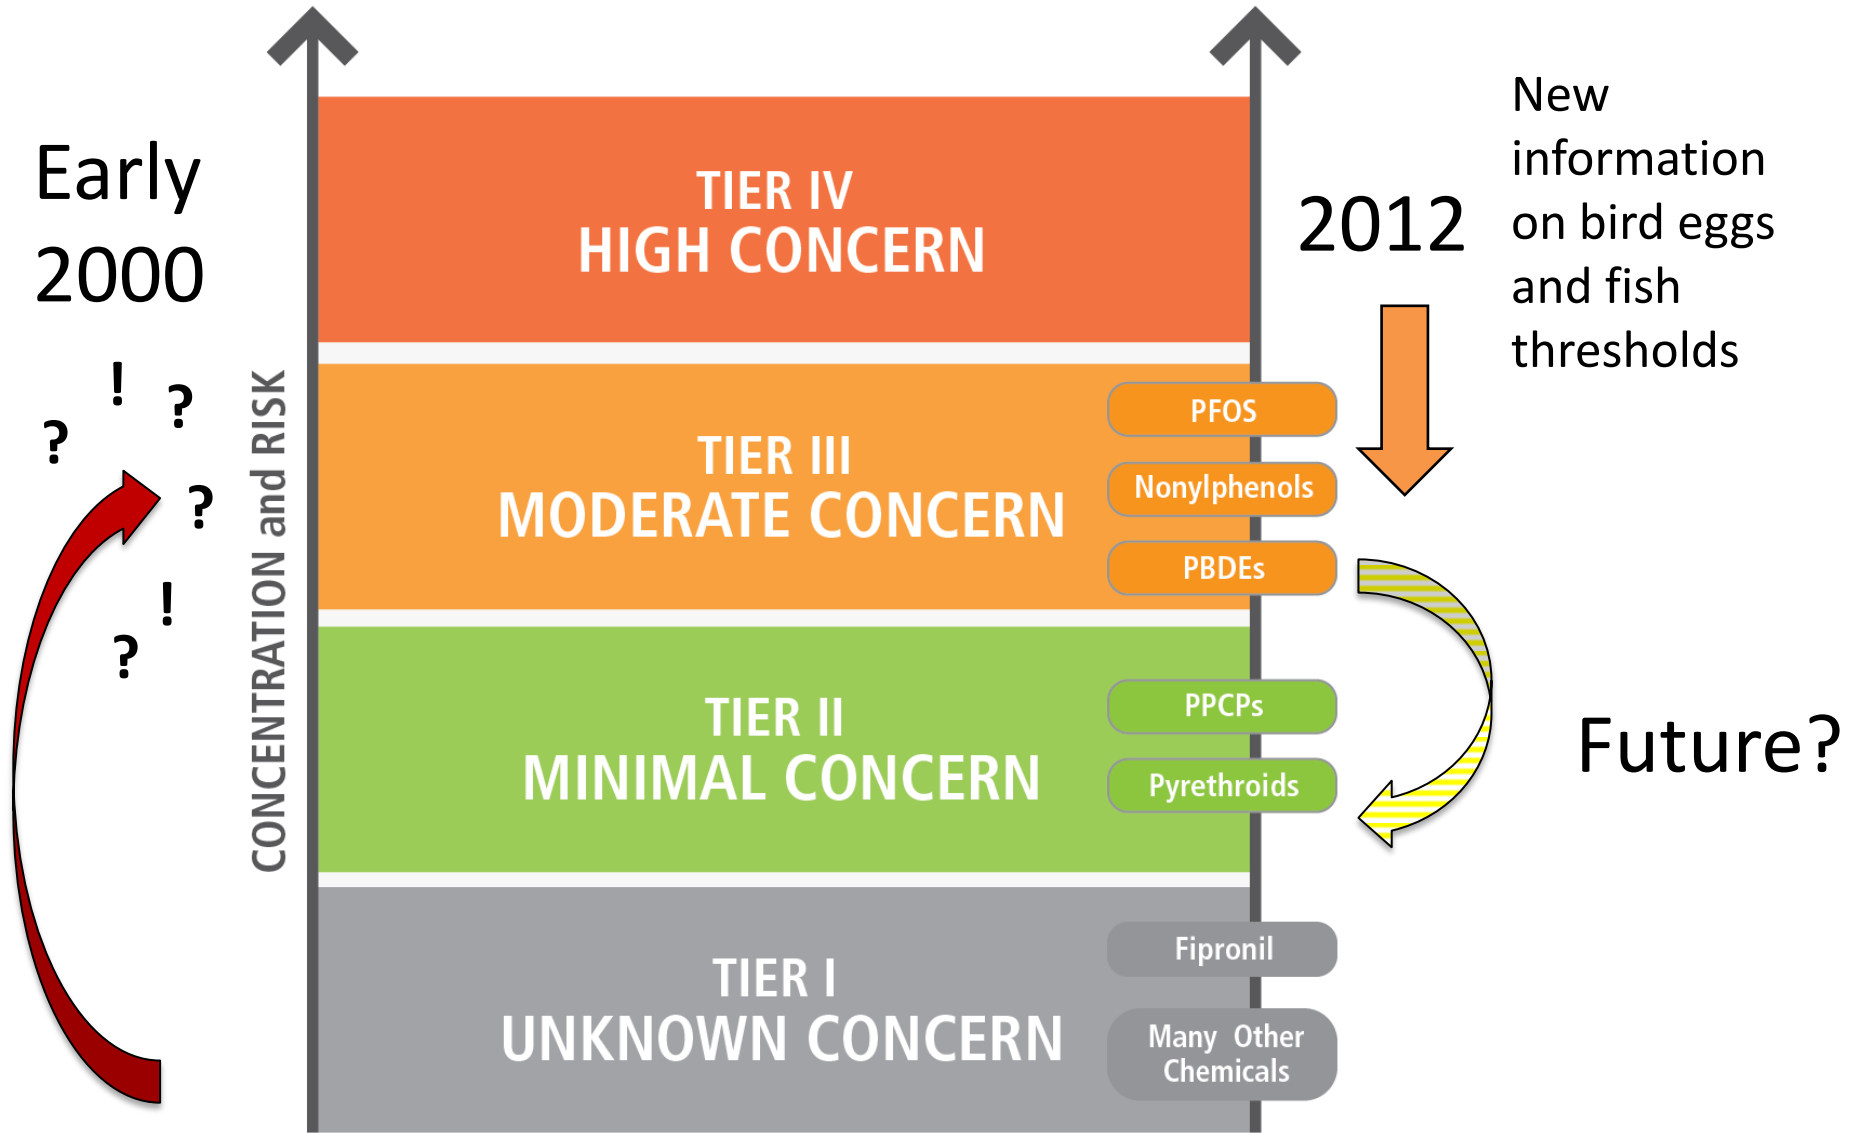 Early
2000
!
?
?
?
!
?
CONCENTRATION and RISK
TIER IV
HIGH CONCERN
TIER III
MODERATE CONCERN
TIER II
MINIMAL CONCERN
TIER I
UNKNOWN CONCERN
PFOS
Nonylphenols
PBDEs
PPCPs
Pyrethroids
Fipronil
Many Other
Chemicals
2012
New
information
on bird eggs
and fish
thresholds
Future?